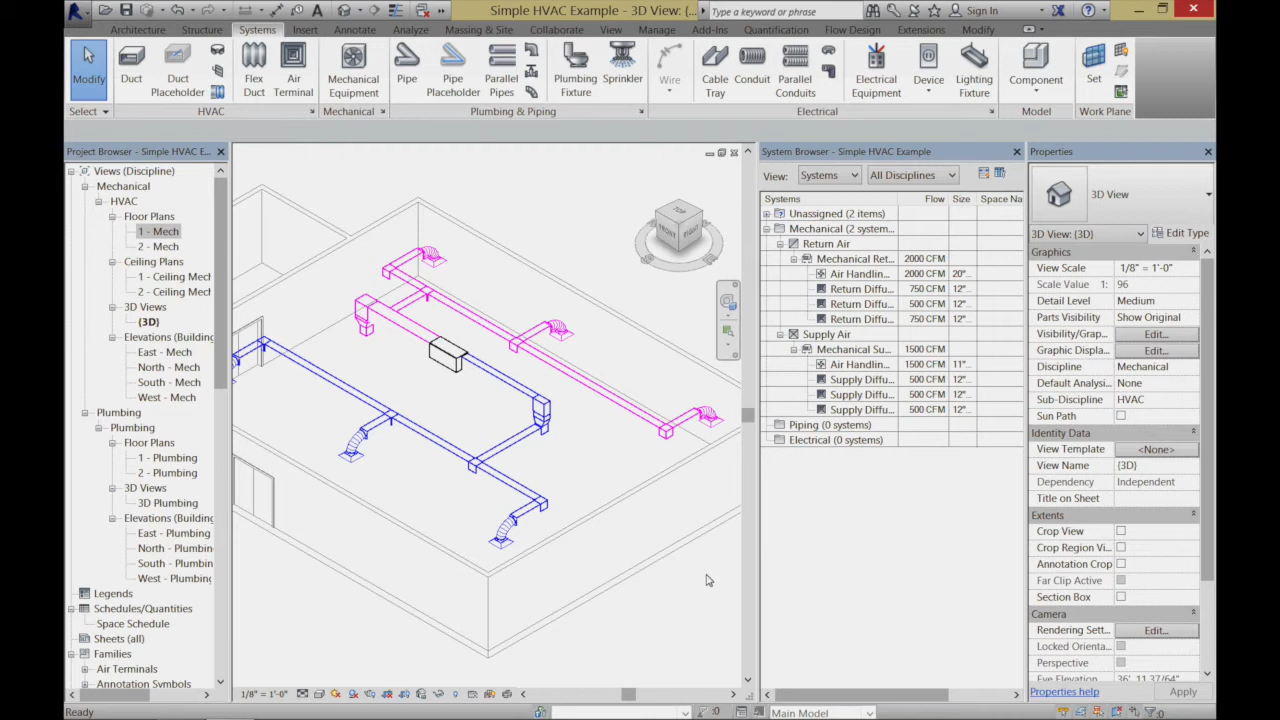 Simple HVAC Example - 3D View: {...
Type a keyword or phrase
Sign In
Architecture Structure Systems Insert Annotate Analyze Massing & Site Collaborate View Manage Add-Ins Quantification Flow Design Extensions Modify
Modify
Duct
Duct Placeholder
Flex Duct
Air Terminal
Mechanical Equipment
Pipe
Pipe Placeholder
Parallel Pipes
Plumbing Fixture
Sprinkler
Wire
Cable Tray
Conduit
Parallel Conduits
Electrical Equipment
Device
Lighting Fixture
Component
Set
Select
HVAC
Mechanical
Plumbing & Piping
Electrical
Model
Work Plane
Project Browser - Simple HVAC E...
Views (Discipline)
Mechanical
HVAC
Floor Plans
1 - Mech
2 - Mech
Ceiling Plans
1 - Ceiling Mech
2 - Ceiling Mech
3D Views
{3D}
Elevations (Building
East - Mech
North - Mech
South - Mech
West - Mech
Plumbing
Plumbing
Floor Plans
1 - Plumbing
2 - Plumbing
3D Views
3D Plumbing
Elevations (Building
East - Plumbing
North - Plumbing
South - Plumbing
West - Plumbing
Legends
Schedules/Quantities
Space Schedule
Sheets (all)
Families
Air Terminals
Annotation Symbols
TOP
FRONT
RIGHT
1/8" = 1'-0"
System Browser - Simple HVAC Example
View: Systems All Disciplines
Systems Flow Size Space Na
Unassigned (2 items)
Mechanical (2 system...
Return Air
Mechanical Ret... 2000 CFM
Air Handlin... 2000 CFM 20"...
Return Diffu... 750 CFM 12"...
Return Diffu... 500 CFM 12"...
Return Diffu... 750 CFM 12"...
Supply Air
Mechanical Su... 1500 CFM
Air Handlin... 1500 CFM 11"...
Supply Diffu... 500 CFM 12"...
Supply Diffu... 500 CFM 12"...
Supply Diffu... 500 CFM 12"...
Piping (0 systems)
Electrical (0 systems)
Properties
3D View
3D View: {3D} Edit Type
Graphics
View Scale 1/8" = 1'-0"
Scale Value 1: 96
Detail Level Medium
Parts Visibility Show Original
Visibility/Grap... Edit...
Graphic Displa... Edit...
Discipline Mechanical
Default Analysi... None
Sub-Discipline HVAC
Sun Path
Identity Data
View Template <None>
View Name {3D}
Dependency Independent
Title on Sheet
Extents
Crop View
Crop Region Vi...
Annotation Crop
Far Clip Active
Section Box
Camera
Rendering Sett... Edit...
Locked Orienta...
Perspective
Eye Elevation 36' 11 37/64"
Properties help Apply
Ready
:0
Main Model
:0